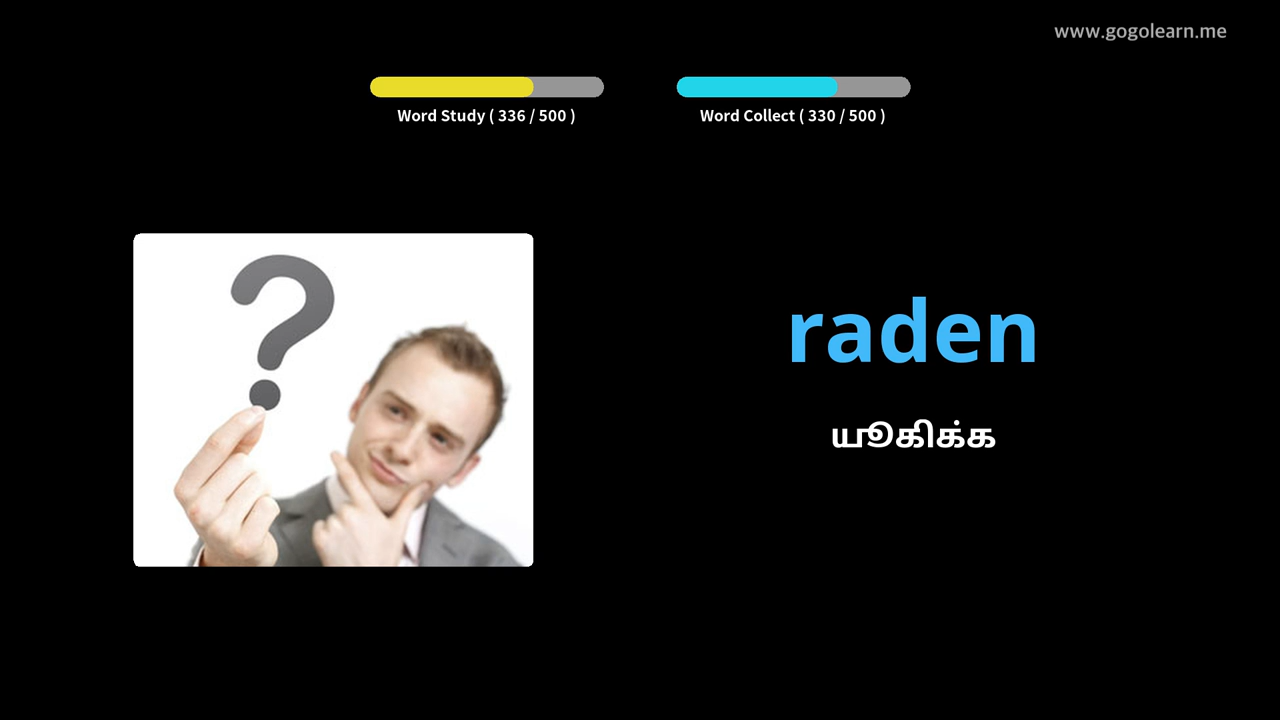 www.gogolearn.me
Word Study ( 336 / 500 )
Word Collect ( 330 / 500 )
?
raden
யூகிக்க